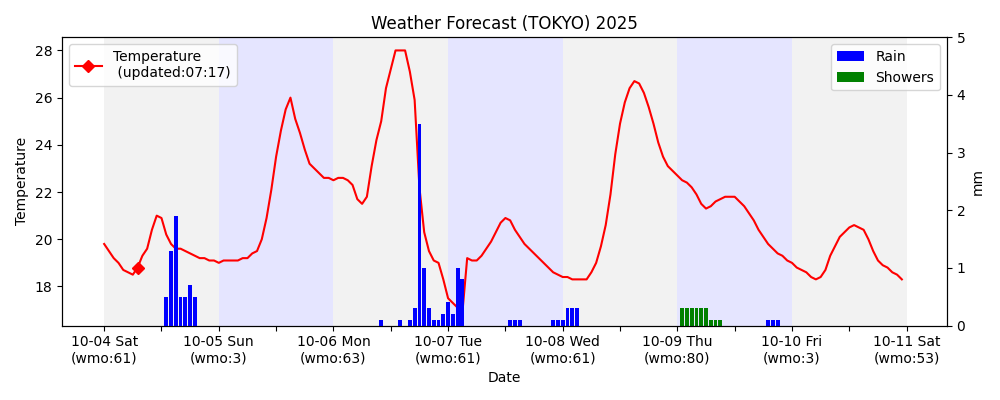 Weather Forecast (TOKYO) 2025
Temperature
(updated:07:17)
Rain
Showers
28
26
24
22
20
18
Temperature
5
4
3
2
1
0
mm
10-04 Sat
(wmo:61)
10-05 Sun
(wmo:3)
10-06 Mon
(wmo:63)
10-07 Tue
(wmo:61)
10-08 Wed
(wmo:61)
10-09 Thu
(wmo:80)
10-10 Fri
(wmo:3)
10-11 Sat
(wmo:53)
Date